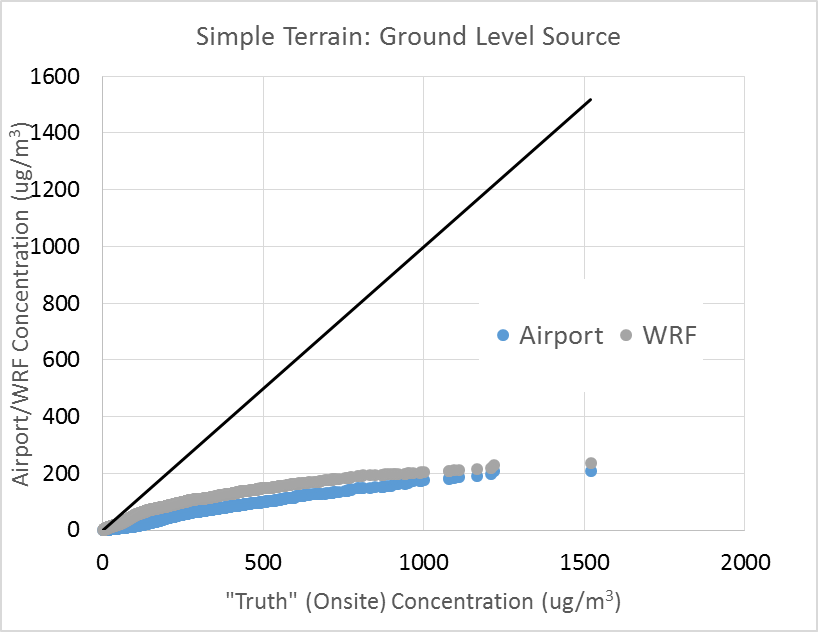 Simple Terrain: Ground Level Source
Airport/WRF Concentration (ug/m³)
1600
1400
1200
1000
800
600
400
200
0
Airport
WRF
0
500
1000
1500
2000
"Truth" (Onsite) Concentration (ug/m³)